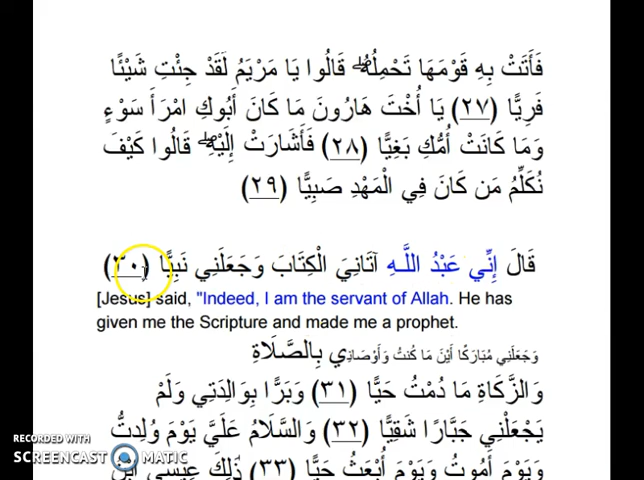 فَأَتَتْ بِهِ قَوْمَهَا تَحْمِلُهُ ۖ قَالُوا يَا مَرْيَمُ لَقَدْ جِئْتِ شَيْئًا
فَرِيًّا (٢٧) يَا أُخْتَ هَارُونَ مَا كَانَ أَبُوكِ امْرَأَ سَوْءٍ
وَمَا كَانَتْ أُمُّكِ بَغِيًّا (٢٨) فَأَشَارَتْ إِلَيْهِ ۖ قَالُوا كَيْفَ
نُكَلِّمُ مَن كَانَ فِي الْمَهْدِ صَبِيًّا (٢٩)
قَالَ إِنِّي عَبْدُ اللَّـهِ آتَانِيَ الْكِتَابَ وَجَعَلَنِي نَبِيًّا (٣٠)
[Jesus] said, "Indeed, I am the servant of Allah. He has
given me the Scripture and made me a prophet.
وَجَعَلَنِي مُبَارَكًا أَيْنَ مَا كُنتُ وَأَوْصَانِي بِالصَّلَاةِ
وَالزَّكَاةِ مَا دُمْتُ حَيًّا (٣١) وَبَرًّا بِوَالِدَتِي وَلَمْ
يَجْعَلْنِي جَبَّارًا شَقِيًّا (٣٢) وَالسَّلَامُ عَلَيَّ يَوْمَ وُلِدتُّ
وَيَوْمَ أَمُوتُ وَيَوْمَ أُبْعَثُ حَيًّا (٣٣) ذَٰلِكَ عِيسَى ابْنُ
RECORDED WITH
SCREENCAST MATIC